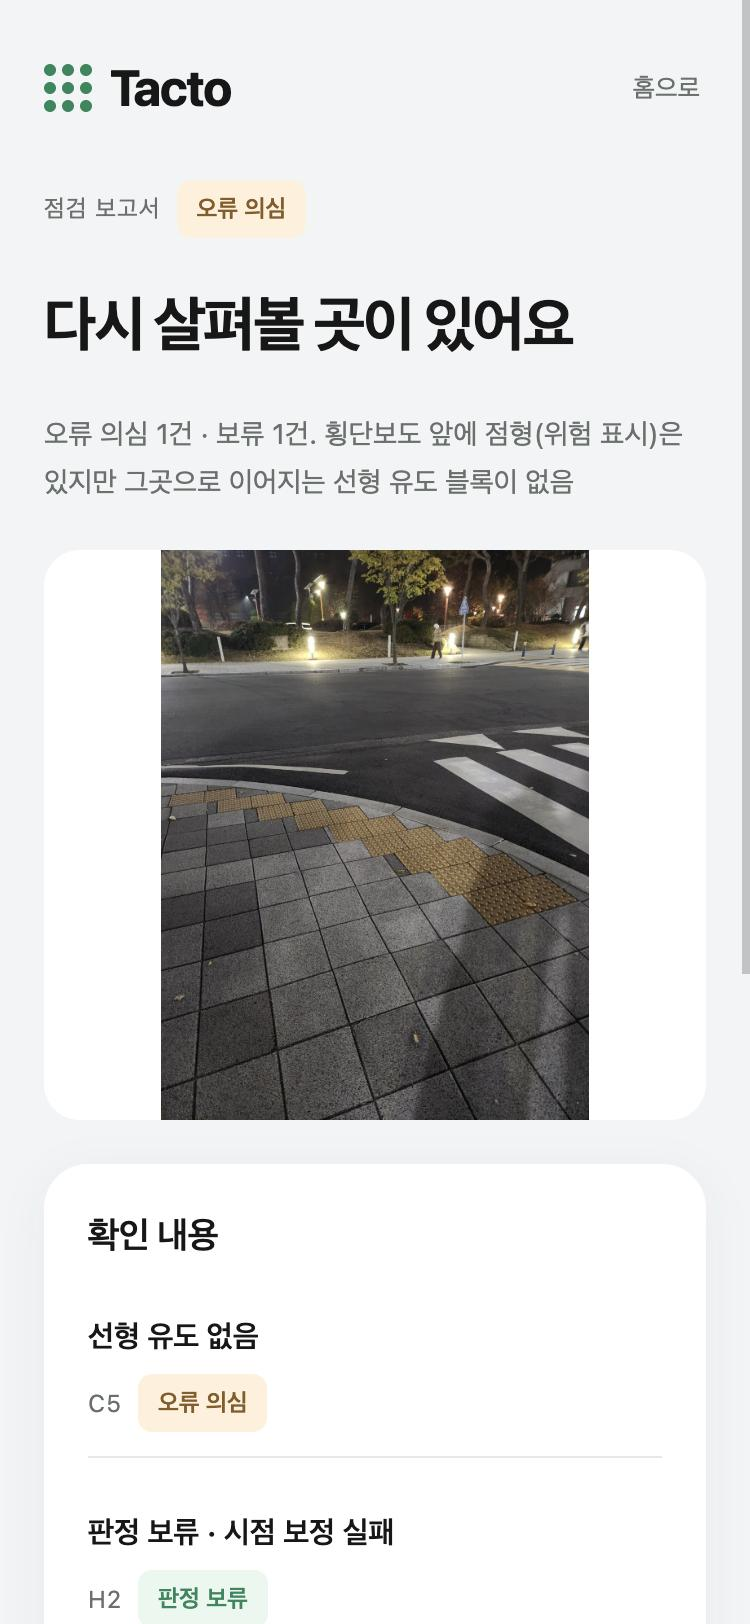 Tacto
홈으로
점검 보고서 오류 의심
다시 살펴볼 곳이 있어요
오류 의심 1건 · 보류 1건. 횡단보도 앞에 점형(위험 표시)은
있지만 그곳으로 이어지는 선형 유도 블록이 없음
확인 내용
선형 유도 없음
C5 오류 의심
판정 보류 · 시점 보정 실패
H2 판정 보류